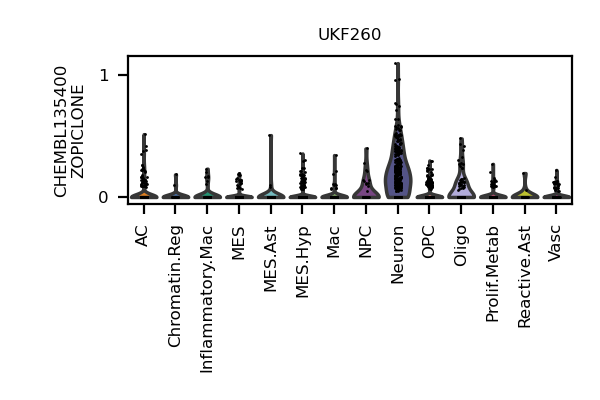 UKF260
CHEMBL135400
ZOPICLONE
1
0
AC
Chromatin.Reg
Inflammatory.Mac
MES
MES.Ast
MES.Hyp
Mac
NPC
Neuron
OPC
Oligo
Prolif.Metab
Reactive.Ast
Vasc